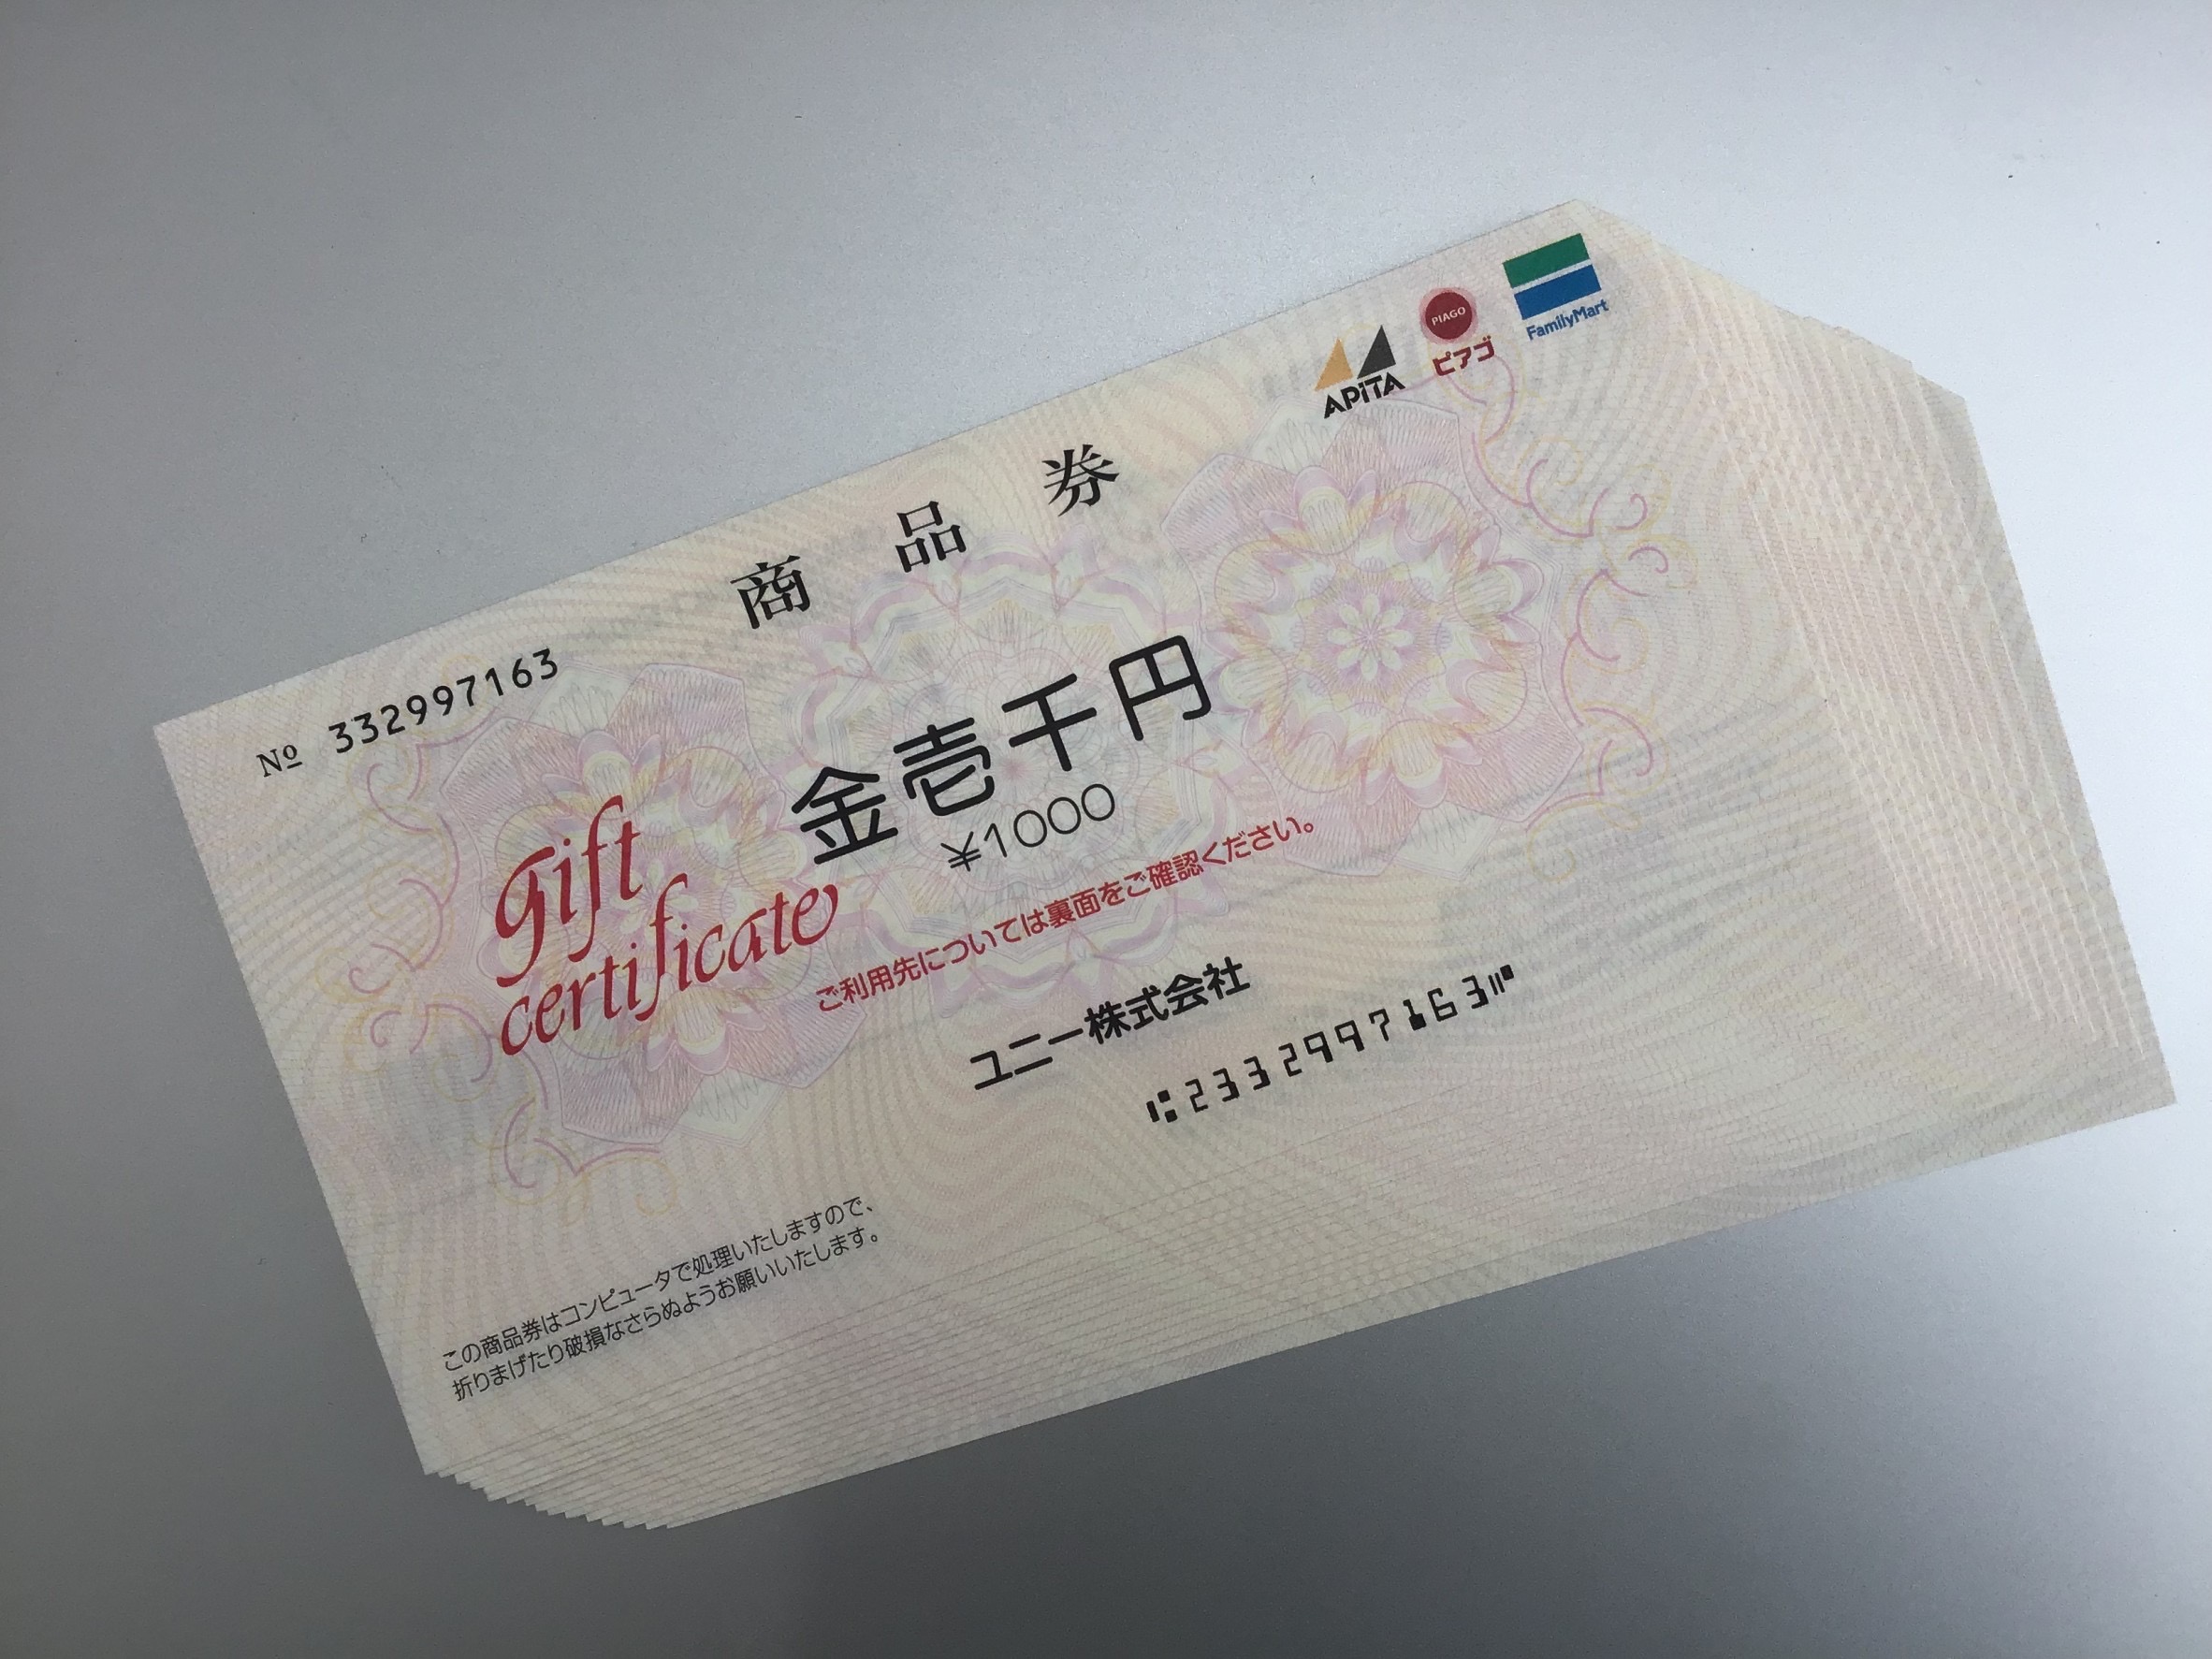 APiTA
PIAGO
ピアゴ
FamilyMart
商品券
№ 332997163
金壱千円
¥1000
gift
certificate
ご利用先については裏面をご確認ください。
ユニー株式会社
⑆2332997163⑈
この商品券はコンピュータで処理いたしますので、
折りまげたり破損なさらぬようお願いいたします。